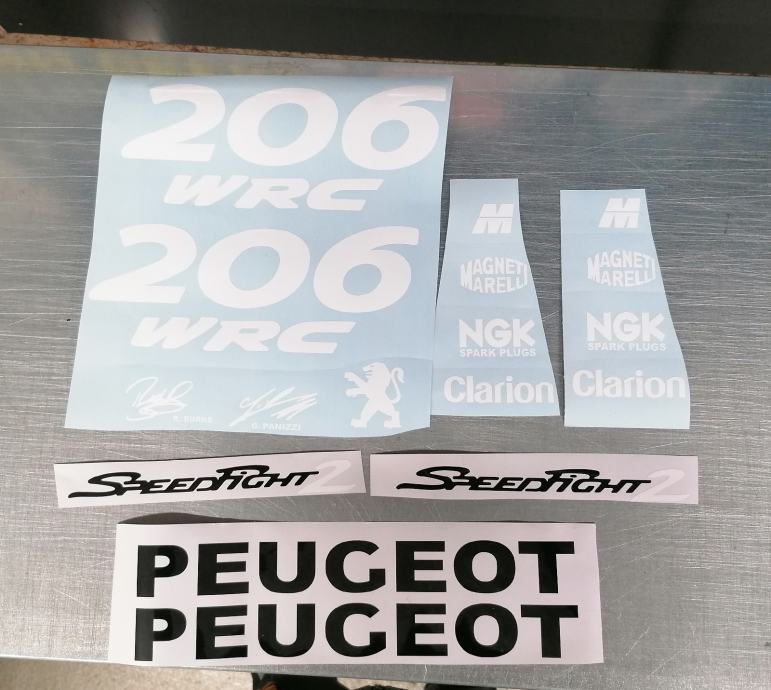 206
WRC
206
WRC
R. BURNS
G. PANIZZI
M
MAGNETI
MARELLI
NGK
SPARK PLUGS
Clarion
M
MAGNETI
MARELLI
NGK
SPARK PLUGS
Clarion
SPEEDFIGHT 2
SPEEDFIGHT 2
PEUGEOT
PEUGEOT